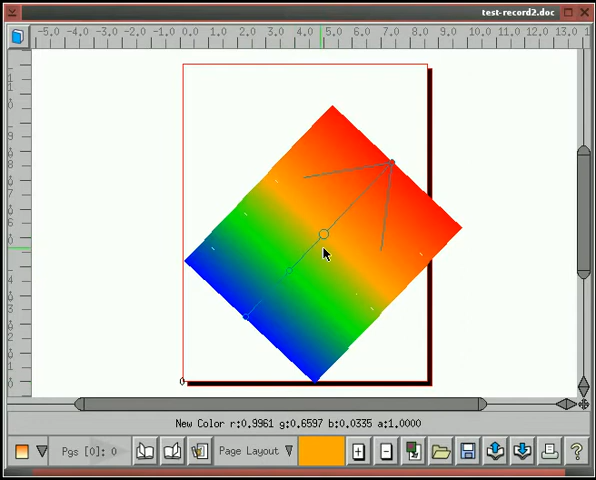 test-record2.doc
-5.0 -4.0 -3.0 -2.0 -1.0 0.0 1.0 2.0 3.0 4.0 5.0 6.0 7.0 8.0 9.0 10.0 11.0 12.0 13.0
0
New Color r:0.9961 g:0.6597 b:0.0335 a:1.0000
Pgs [0]: 0 Page Layout + - ?